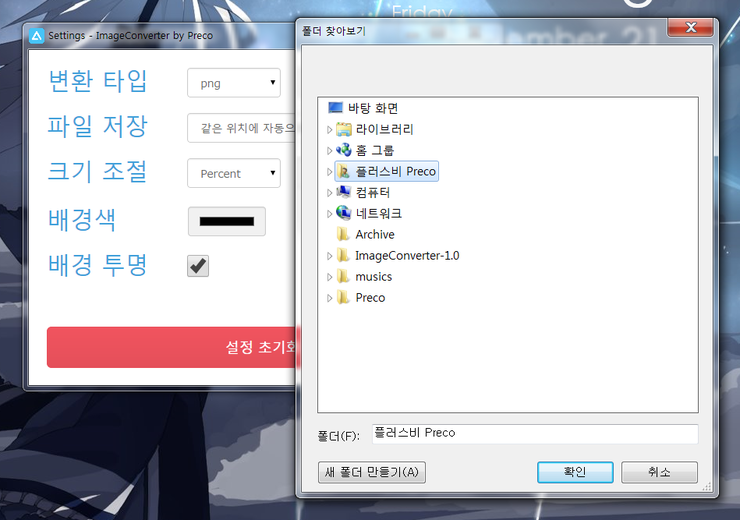 Friday
mber 21
Settings - ImageConverter by Preco
변환 타입
png
파일 저장
같은 위치에 자동으
크기 조절
Percent
배경색
배경 투명
설정 초기화
폴더 찾아보기
바탕 화면
라이브러리
홈 그룹
플러스비 Preco
컴퓨터
네트워크
Archive
ImageConverter-1.0
musics
Preco
폴더(F):
플러스비 Preco
새 폴더 만들기(A)
확인
취소